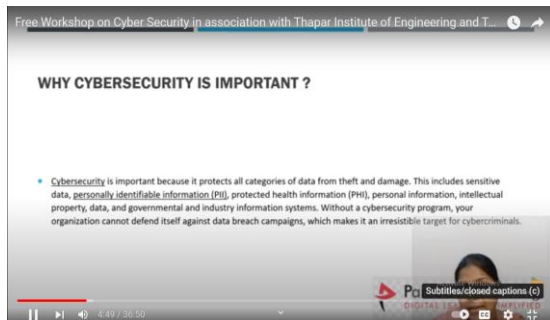 Free Workshop on Cyber Security in association with Thapar Institute of Engineering and T...
WHY CYBERSECURITY IS IMPORTANT ?
Cybersecurity is important because it protects all categories of data from theft and damage. This includes sensitive
data, personally identifiable information (PII), protected health information (PHI), personal information, intellectual
property, data, and governmental and industry information systems. Without a cybersecurity program, your
organization cannot defend itself against data breach campaigns, which makes it an irresistible target for cybercriminals.
Pa
Subtitles/closed captions (c)
DIGITAL
4:49 / 36:50